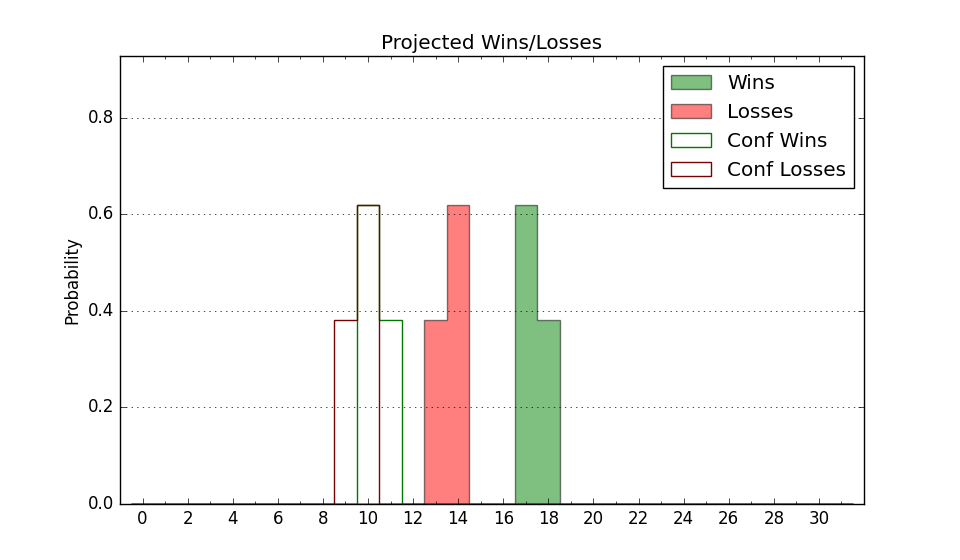 Projected Wins/Losses
Wins
Losses
Conf Wins
Conf Losses
Probability
0.8
0.6
0.4
0.2
0.0
0 2 4 6 8 10 12 14 16 18 20 22 24 26 28 30